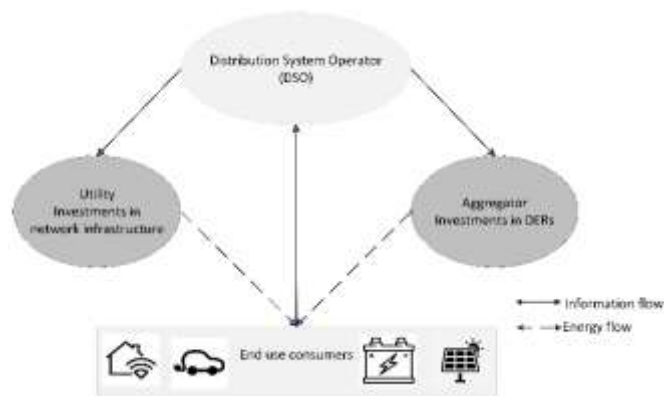 Distribution System Operator
(DSO)
Utility
Investments in
network infrastructure
Aggregator
Investments in DERs
Information flow
Energy flow
End use consumers